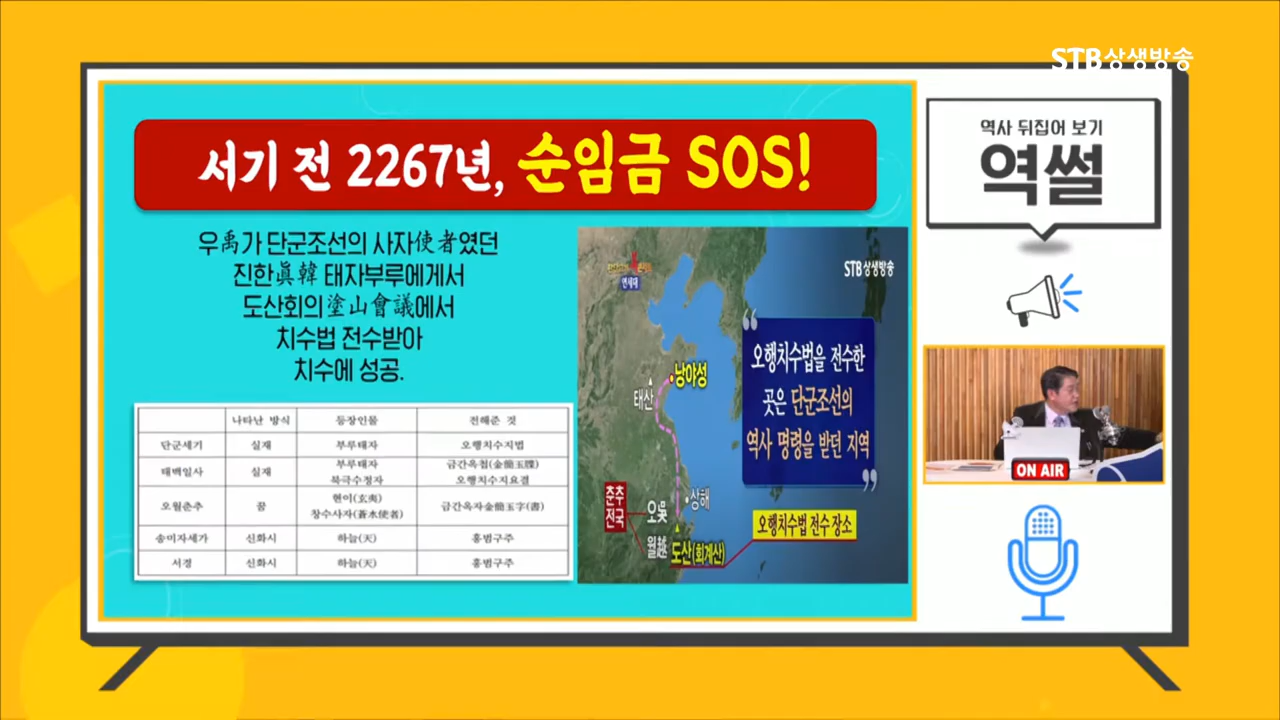 STB상생방송
서기 전 2267년, 순임금 SOS!
우禹가 단군조선의 사자使者였던
진한眞韓 태자부루에게서
도산회의塗山會議에서
치수법 전수받아
치수에 성공.
나타난 방식 등장인물 전해준 것
단군세기 실재 부루태자 오행치수지법
태백일사 실재 부루태자 북극수정자 금간옥첩(金簡玉牒) 오행치수지요결
오월춘추 꿈 현이(玄夷) 창수사자(蒼水使者) 금간옥자金簡玉字(書)
송미자세가 신화시 하늘(天) 홍범구주
서경 신화시 하늘(天) 홍범구주
연세대
STB상생방송
“오행치수법을 전수한
곳은 단군조선의
역사 명령을 받던 지역”
낭야성
태산
상해
춘추
전국
오吳
월越
도산(회계산)
오행치수법 전수 장소
역사 뒤집어 보기
역썰
ON AIR